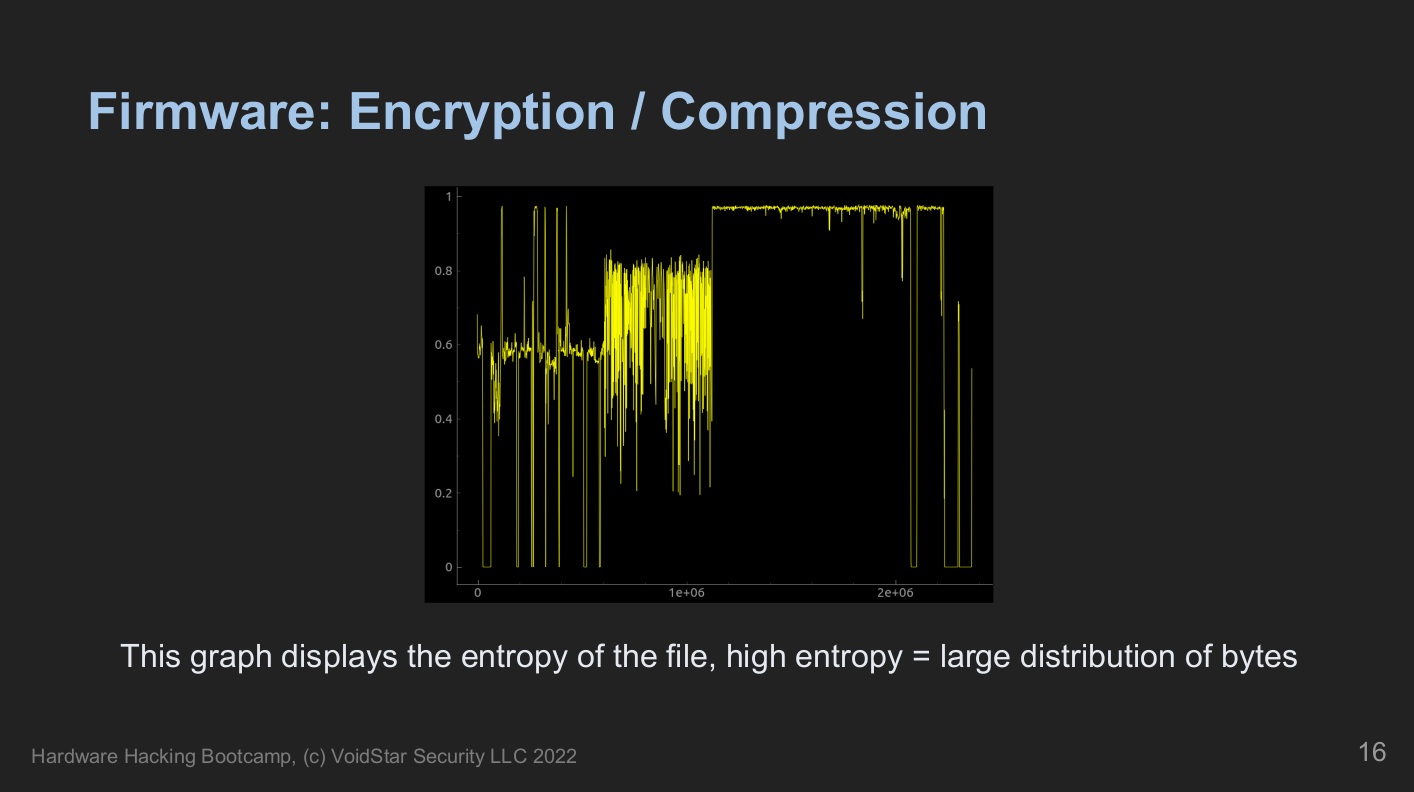 Firmware: Encryption / Compression
1
0.8
0.6
0.4
0.2
0
0 1e+06 2e+06
This graph displays the entropy of the file, high entropy = large distribution of bytes
Hardware Hacking Bootcamp, (c) VoidStar Security LLC 2022
16